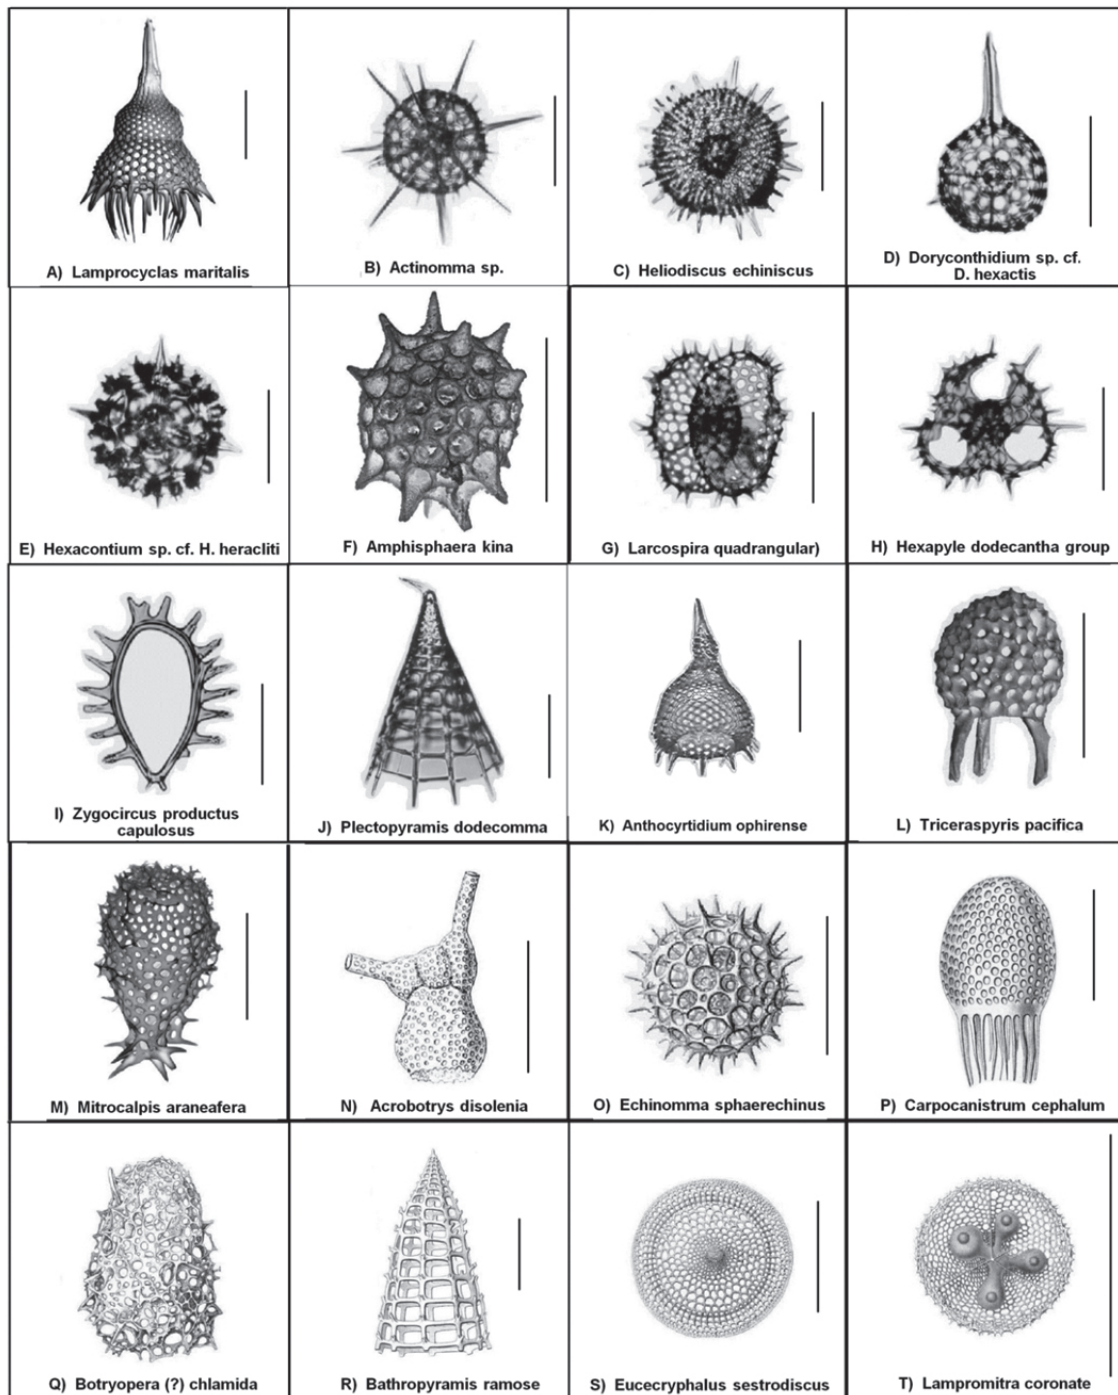 A) Lamprocyclas maritalis
B) Actinomma sp.
C) Heliodiscus echiniscus
D) Doryconthidium sp. cf.
D. hexactis
E) Hexacontium sp. cf. H. heracliti
F) Amphisphaera kina
G) Larcospira quadrangular)
H) Hexapyle dodecantha group
I) Zygocircus productus
capulosus
J) Plectopyramis dodecomma
K) Anthocyrtidium ophirense
L) Triceraspyris pacifica
M) Mitrocalpis araneafera
N) Acrobotrys disolenia
O) Echinomma sphaerechinus
P) Carpocanistrum cephalum
Q) Botryopera (?) chlamida
R) Bathropyramis ramose
S) Eucecryphalus sestrodiscus
T) Lampromitra coronate